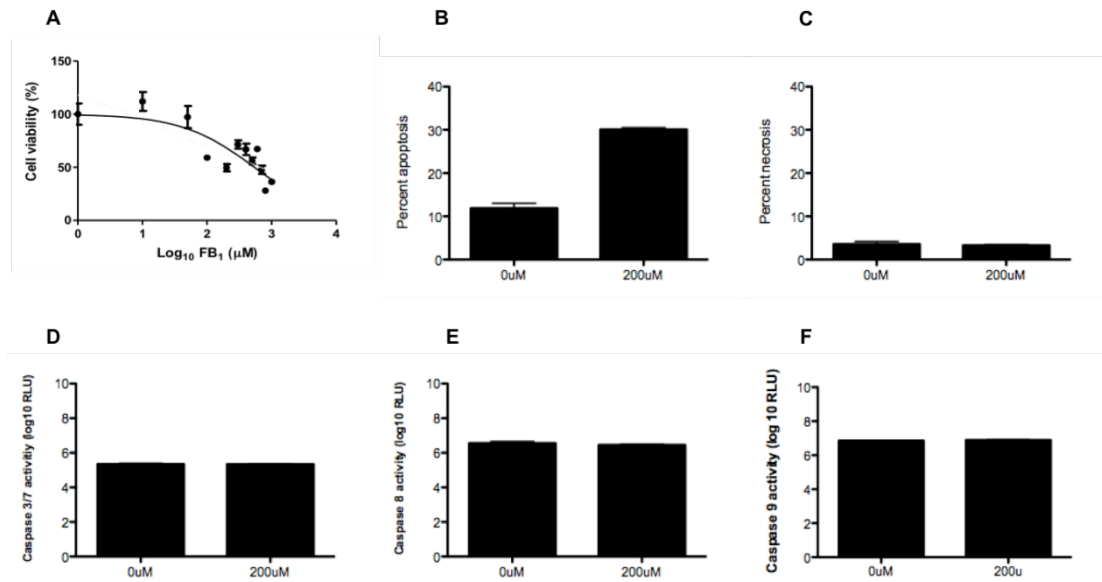 A
B
C
Cell viability (%)
150
100
50
0
0
1
2
3
4
Log10 FB1 (μM)
Percent apoptosis
40
30
20
10
0
0uM
200uM
Percent necrosis
40
30
20
10
0
0uM
200uM
D
E
F
Caspase 3/7 activitiy (log10 RLU)
10
8
6
4
2
0
0uM
200uM
Caspase 8 activity (log10 RLU)
10
8
6
4
2
0
0uM
200uM
Caspase 9 activity (log 10 RLU)
10
8
6
4
2
0
0uM
200u